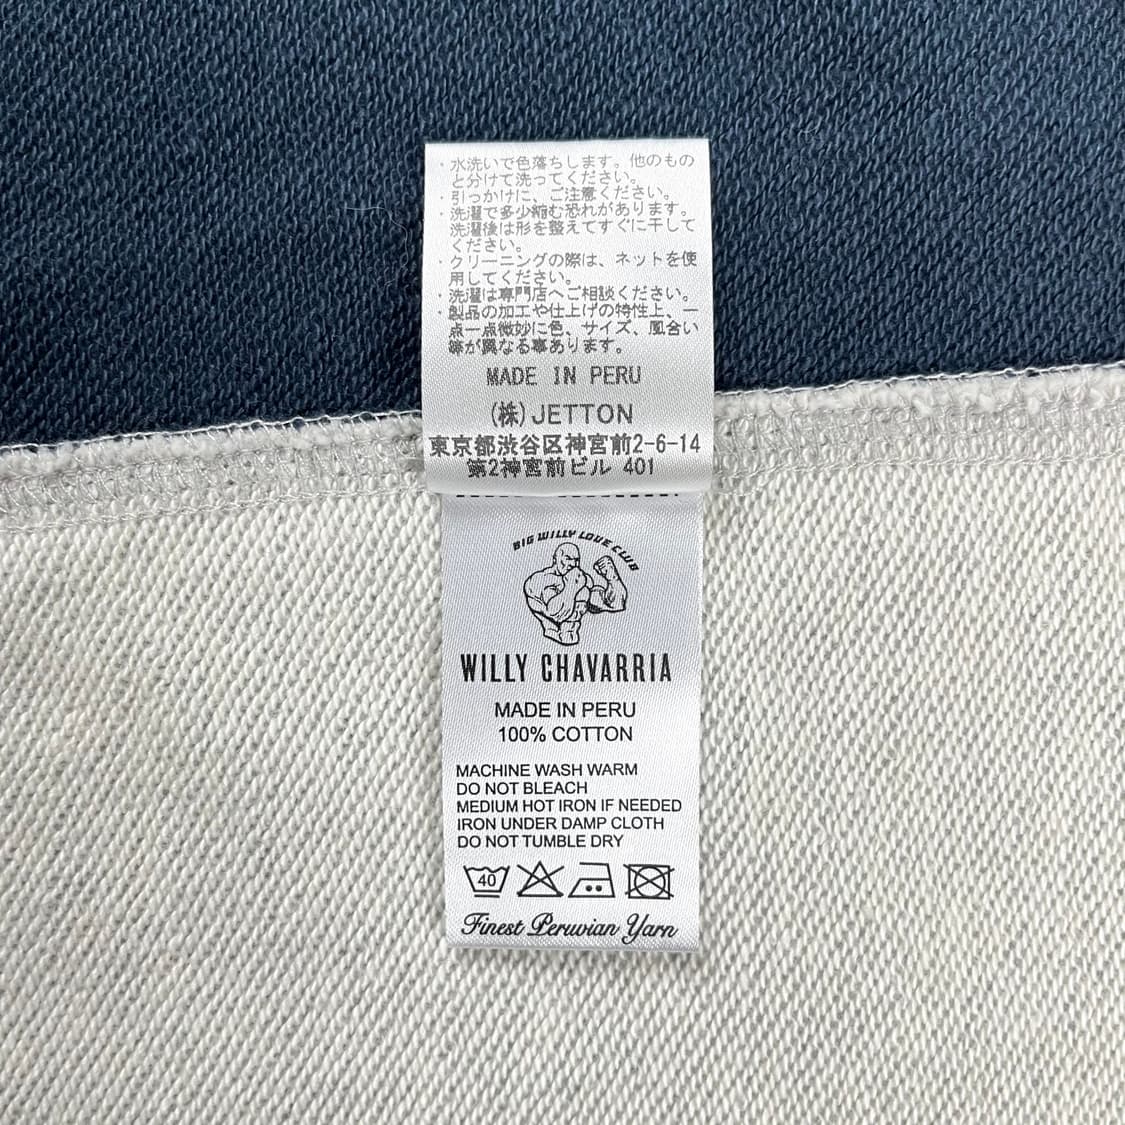 ・水洗いで色落ちします。他のもの
と分けて洗ってください。
・引っかけに、ご注意ください。
・洗濯で多少縮む恐れがあります。
洗濯後は形を整えてすぐに干して
ください。
・クリーニングの際は、ネットを使
用してください。
・洗濯は専門店へご相談ください。
・製品の加工や仕上げの特性上、一
点一点微妙に色、サイズ、風合い
等が異なる事あります。
MADE IN PERU
(株)JETTON
東京都渋谷区神宮前2-6-14
第2神宮前ビル 401
BIG WILLY LOVE CLUB
WILLY CHAVARRIA
MADE IN PERU
100% COTTON
MACHINE WASH WARM
DO NOT BLEACH
MEDIUM HOT IRON IF NEEDED
IRON UNDER DAMP CLOTH
DO NOT TUMBLE DRY
40
Finest Peruvian Yarn